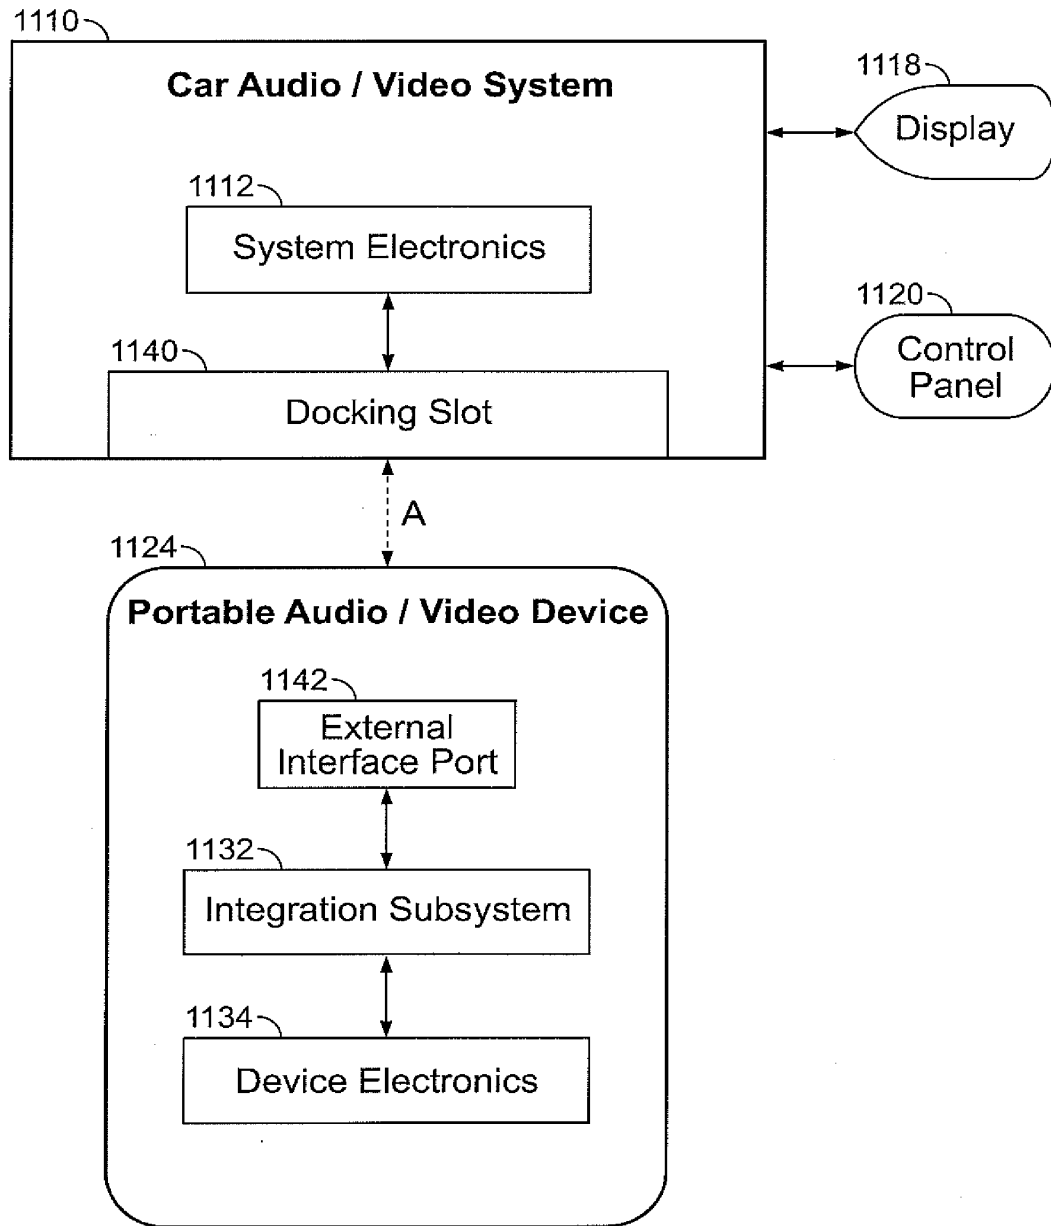 1110
Car Audio / Video System
1118
Display
1112
System Electronics
1120
Control
Panel
1140
Docking Slot
A
1124
Portable Audio / Video Device
1142
External
Interface Port
1132
Integration Subsystem
1134
Device Electronics